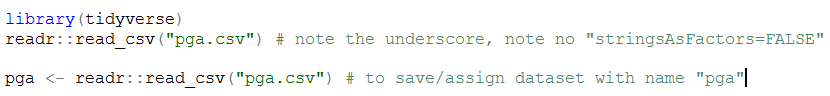 library(tidyverse)
readr::read_csv("pga.csv") # note the underscore, note no "stringsAsFactors=FALSE"
pga <- readr::read_csv("pga.csv") # to save/assign dataset with name "pga"